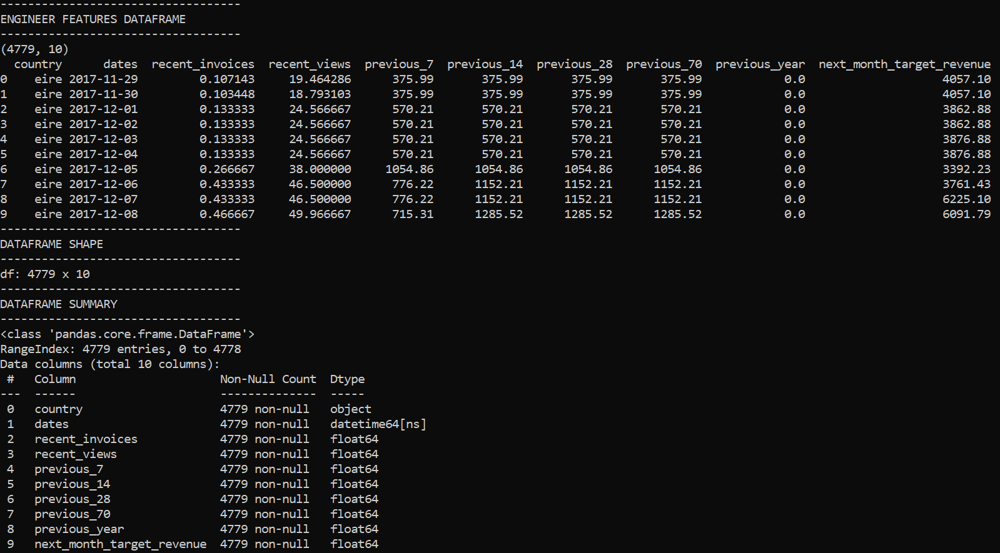 -----------------------------------
ENGINEER FEATURES DATAFRAME
-----------------------------------
(4779, 10)
  country      dates  recent_invoices  recent_views  previous_7  previous_14  previous_28  previous_70  previous_year  next_month_target_revenue
0    eire 2017-11-29         0.107143     19.464286      375.99       375.99       375.99       375.99            0.0                    4057.10
1    eire 2017-11-30         0.103448     18.793103      375.99       375.99       375.99       375.99            0.0                    4057.10
2    eire 2017-12-01         0.133333     24.566667      570.21       570.21       570.21       570.21            0.0                    3862.88
3    eire 2017-12-02         0.133333     24.566667      570.21       570.21       570.21       570.21            0.0                    3862.88
4    eire 2017-12-03         0.133333     24.566667      570.21       570.21       570.21       570.21            0.0                    3876.88
5    eire 2017-12-04         0.133333     24.566667      570.21       570.21       570.21       570.21            0.0                    3876.88
6    eire 2017-12-05         0.266667     38.000000     1054.86      1054.86      1054.86      1054.86            0.0                    3392.23
7    eire 2017-12-06         0.433333     46.500000      776.22      1152.21      1152.21      1152.21            0.0                    3761.43
8    eire 2017-12-07         0.433333     46.500000      776.22      1152.21      1152.21      1152.21            0.0                    6225.10
9    eire 2017-12-08         0.466667     49.966667      715.31      1285.52      1285.52      1285.52            0.0                    6091.79
-----------------------------------
DATAFRAME SHAPE
-----------------------------------
df: 4779 x 10
-----------------------------------
DATAFRAME SUMMARY
-----------------------------------
<class 'pandas.core.frame.DataFrame'>
RangeIndex: 4779 entries, 0 to 4778
Data columns (total 10 columns):
 #   Column                     Non-Null Count  Dtype
---  ------                     --------------  -----
 0   country                    4779 non-null   object
 1   dates                      4779 non-null   datetime64[ns]
 2   recent_invoices            4779 non-null   float64
 3   recent_views               4779 non-null   float64
 4   previous_7                 4779 non-null   float64
 5   previous_14                4779 non-null   float64
 6   previous_28                4779 non-null   float64
 7   previous_70                4779 non-null   float64
 8   previous_year              4779 non-null   float64
 9   next_month_target_revenue  4779 non-null   float64